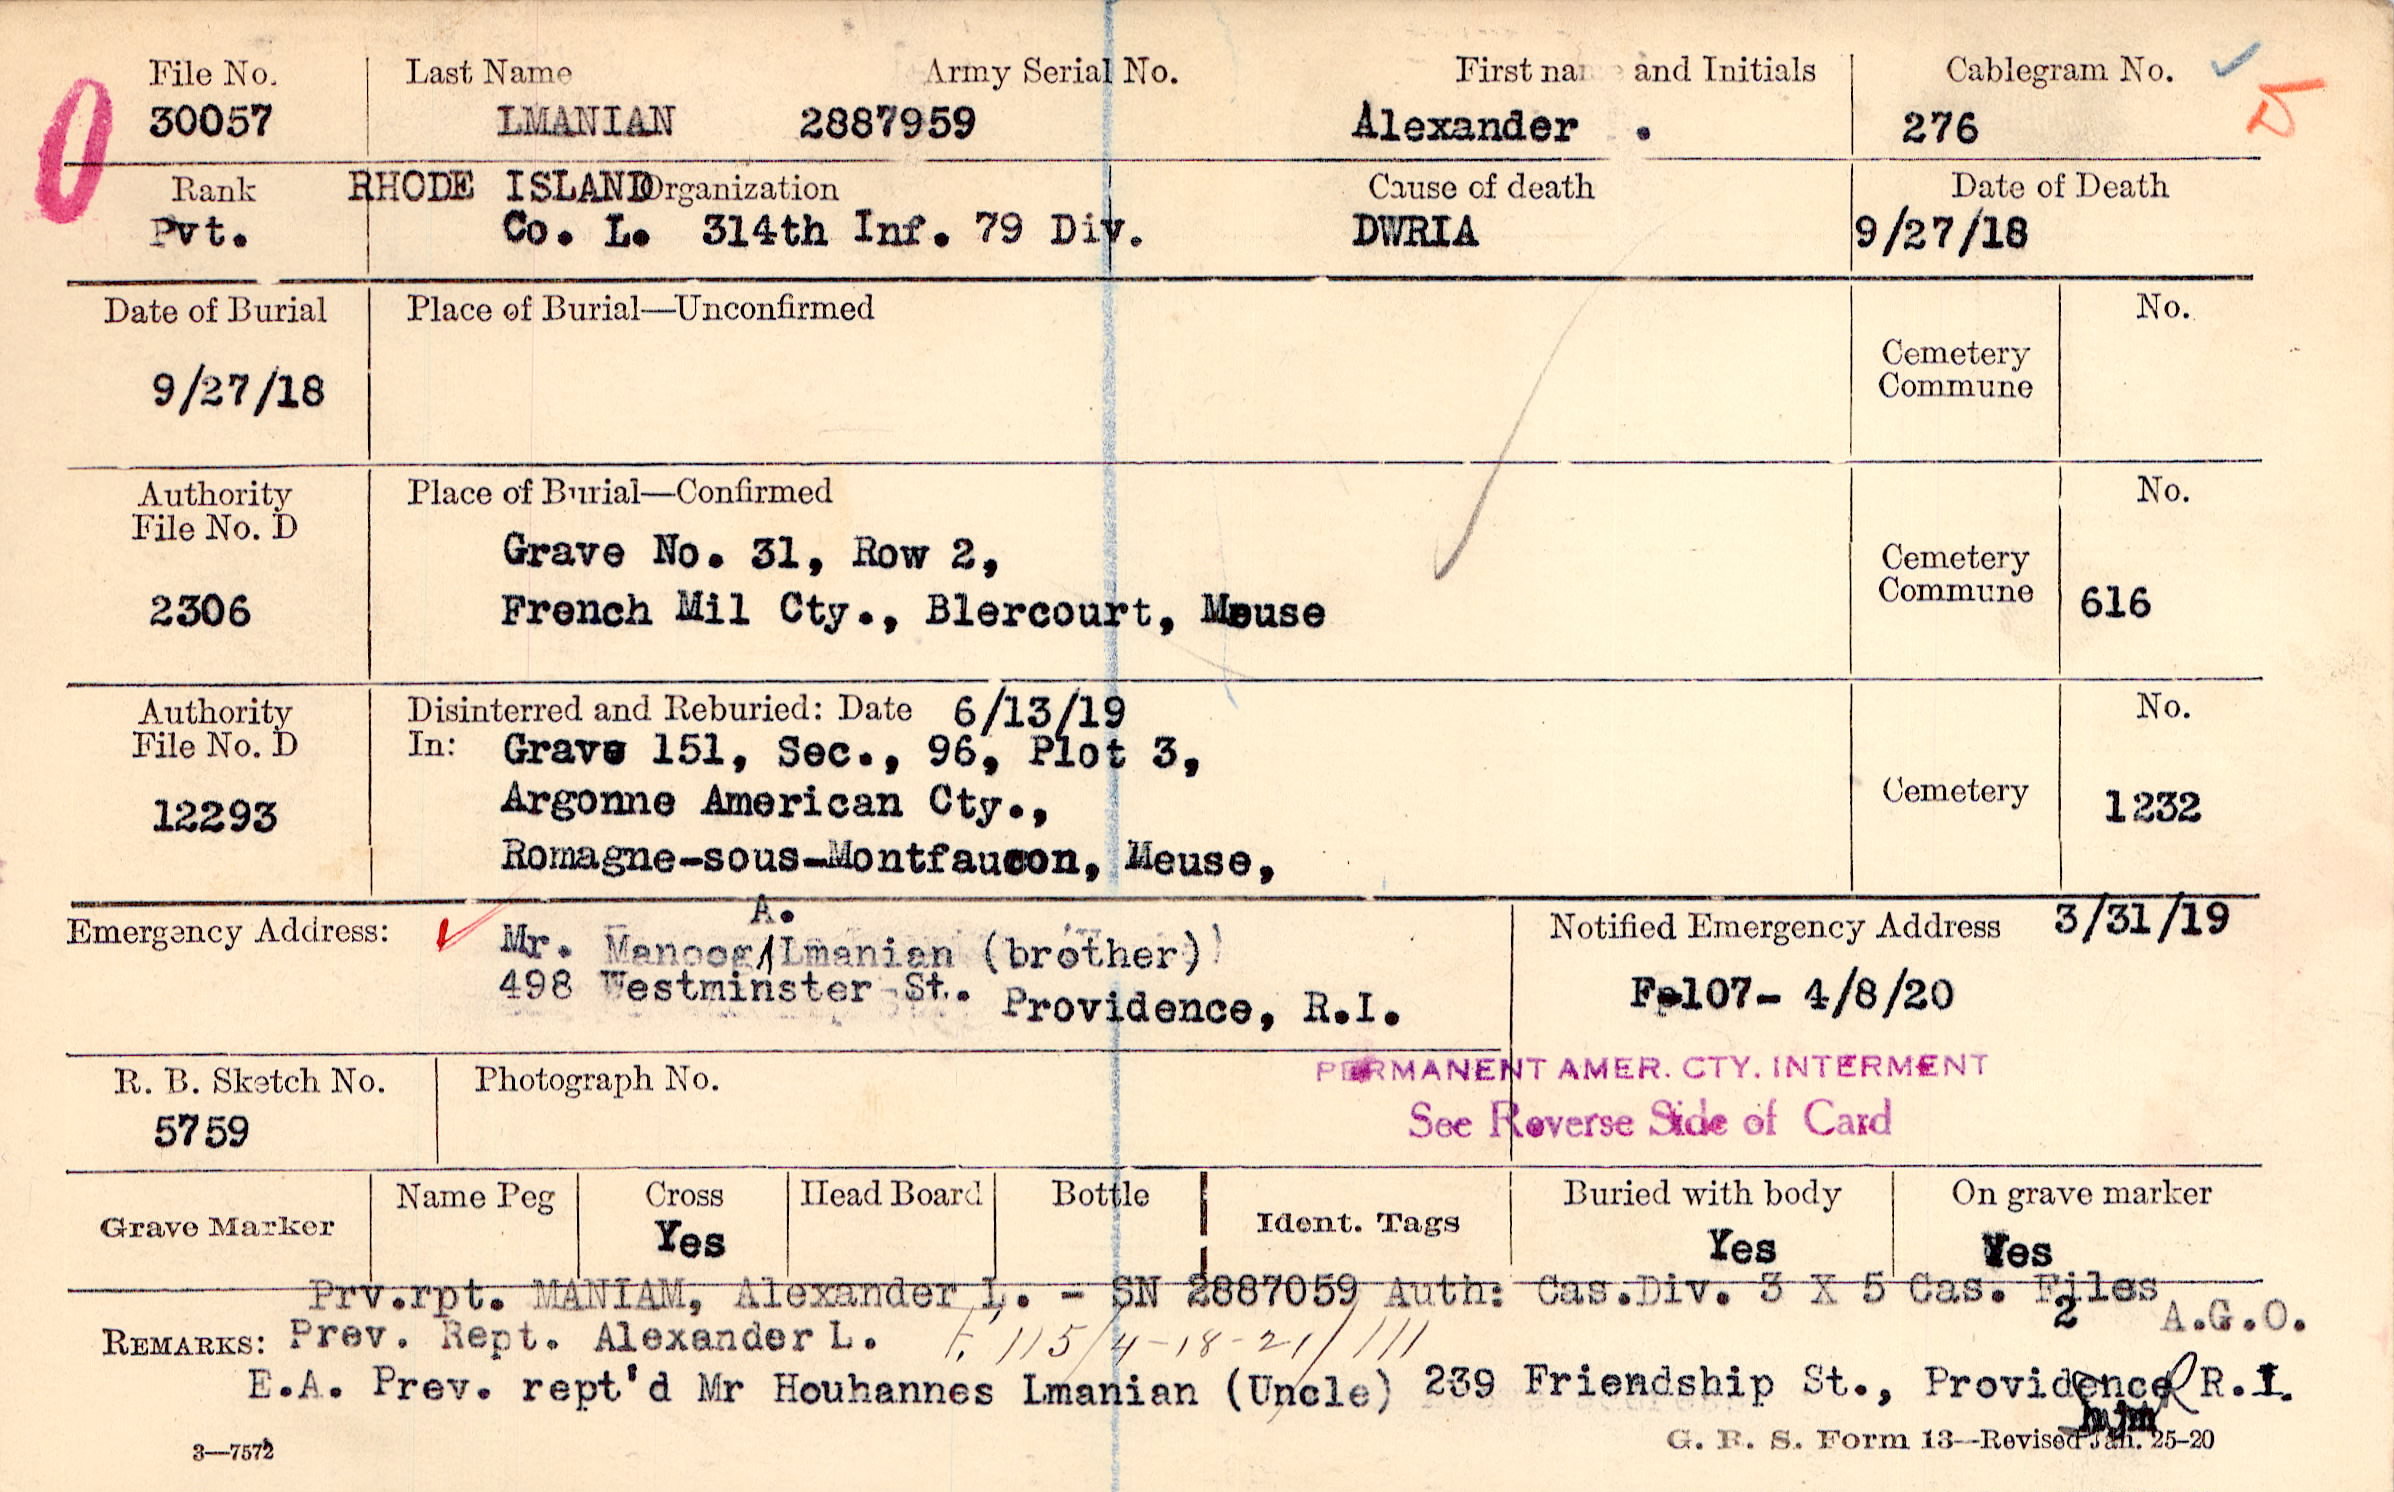 File No. Last Name Army Serial No. First name and Initials Cablegram No.
30057 LMANIAN 2887959 Alexander . 276
Rank RHODE ISLAND Organization Cause of death Date of Death
Pvt. Co. L. 314th Inf. 79 Div. DWRIA 9/27/18
Date of Burial Place of Burial—Unconfirmed No.
9/27/18 Cemetery
Commune
Authority Place of Burial—Confirmed No.
File No. D
Grave No. 31, Row 2, Cemetery
2306 French Mil Cty., Blercourt, Meuse Commune 616
Authority Disinterred and Reburied: Date 6/13/19 No.
File No. D In: Grave 151, Sec., 96, Plot 3,
12293 Argonne American Cty., Cemetery 1232
Romagne-sous-Montfaucon, Meuse,
A.
Emergency Address: Mr. Manoog Lmanian (brother) Notified Emergency Address 3/31/19
498 Westminster St. Providence, R.I. F-107- 4/8/20
PERMANENT AMER. CTY. INTERMENT
R. B. Sketch No. Photograph No. See Reverse Side of Card
5759
Grave Marker Name Peg Cross Head Board Bottle Ident. Tags Buried with body On grave marker
Yes Yes Yes
Prv.rpt. MANIAM, Alexander L. - SN 2887059 Auth: Cas.Div. 3 X 5 Cas. Files
2 A.G.O.
REMARKS: Prev. Rept. Alexander L. F. 115/4-18-21/111
E.A. Prev. rept'd Mr Houhannes Lmanian (Uncle) 239 Friendship St., Providence R.I.
mjm
3—7572 G. R. S. Form 13—Revised Jan. 25-20